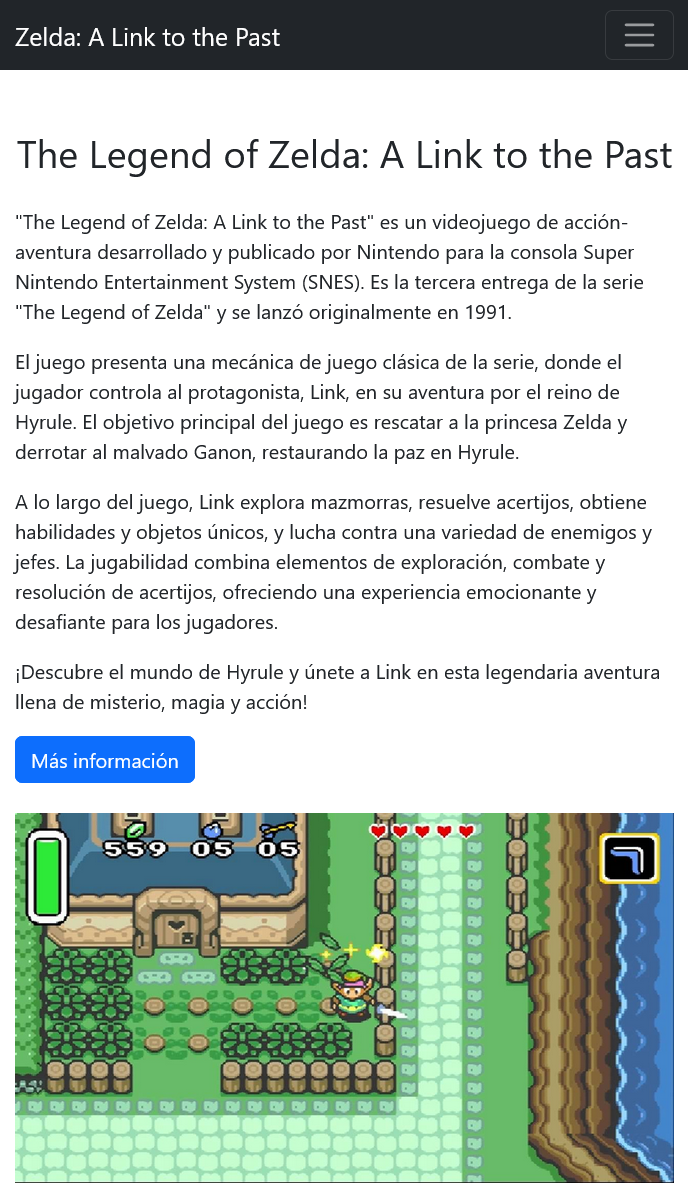 Zelda: A Link to the Past
The Legend of Zelda: A Link to the Past
"The Legend of Zelda: A Link to the Past" es un videojuego de acción-
aventura desarrollado y publicado por Nintendo para la consola Super
Nintendo Entertainment System (SNES). Es la tercera entrega de la serie
"The Legend of Zelda" y se lanzó originalmente en 1991.
El juego presenta una mecánica de juego clásica de la serie, donde el
jugador controla al protagonista, Link, en su aventura por el reino de
Hyrule. El objetivo principal del juego es rescatar a la princesa Zelda y
derrotar al malvado Ganon, restaurando la paz en Hyrule.
A lo largo del juego, Link explora mazmorras, resuelve acertijos, obtiene
habilidades y objetos únicos, y lucha contra una variedad de enemigos y
jefes. La jugabilidad combina elementos de exploración, combate y
resolución de acertijos, ofreciendo una experiencia emocionante y
desafiante para los jugadores.
¡Descubre el mundo de Hyrule y únete a Link en esta legendaria aventura
llena de misterio, magia y acción!
Más información
559 05 05